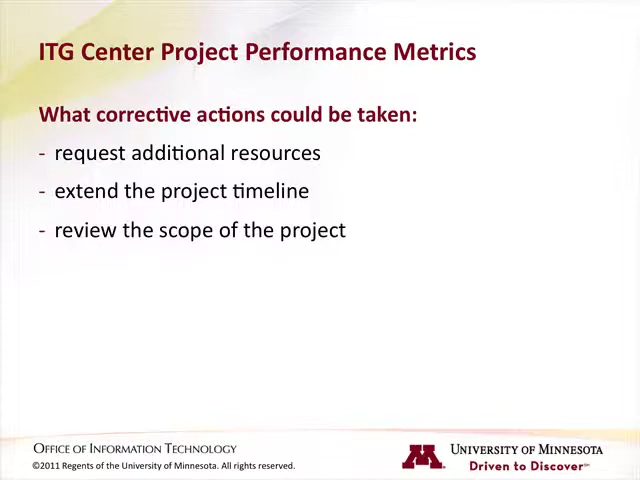 ITG Center Project Performance Metrics
What corrective actions could be taken:
- request additional resources
- extend the project timeline
- review the scope of the project
OFFICE OF INFORMATION TECHNOLOGY
©2011 Regents of the University of Minnesota. All rights reserved.
M
UNIVERSITY OF MINNESOTA
Driven to Discover℠